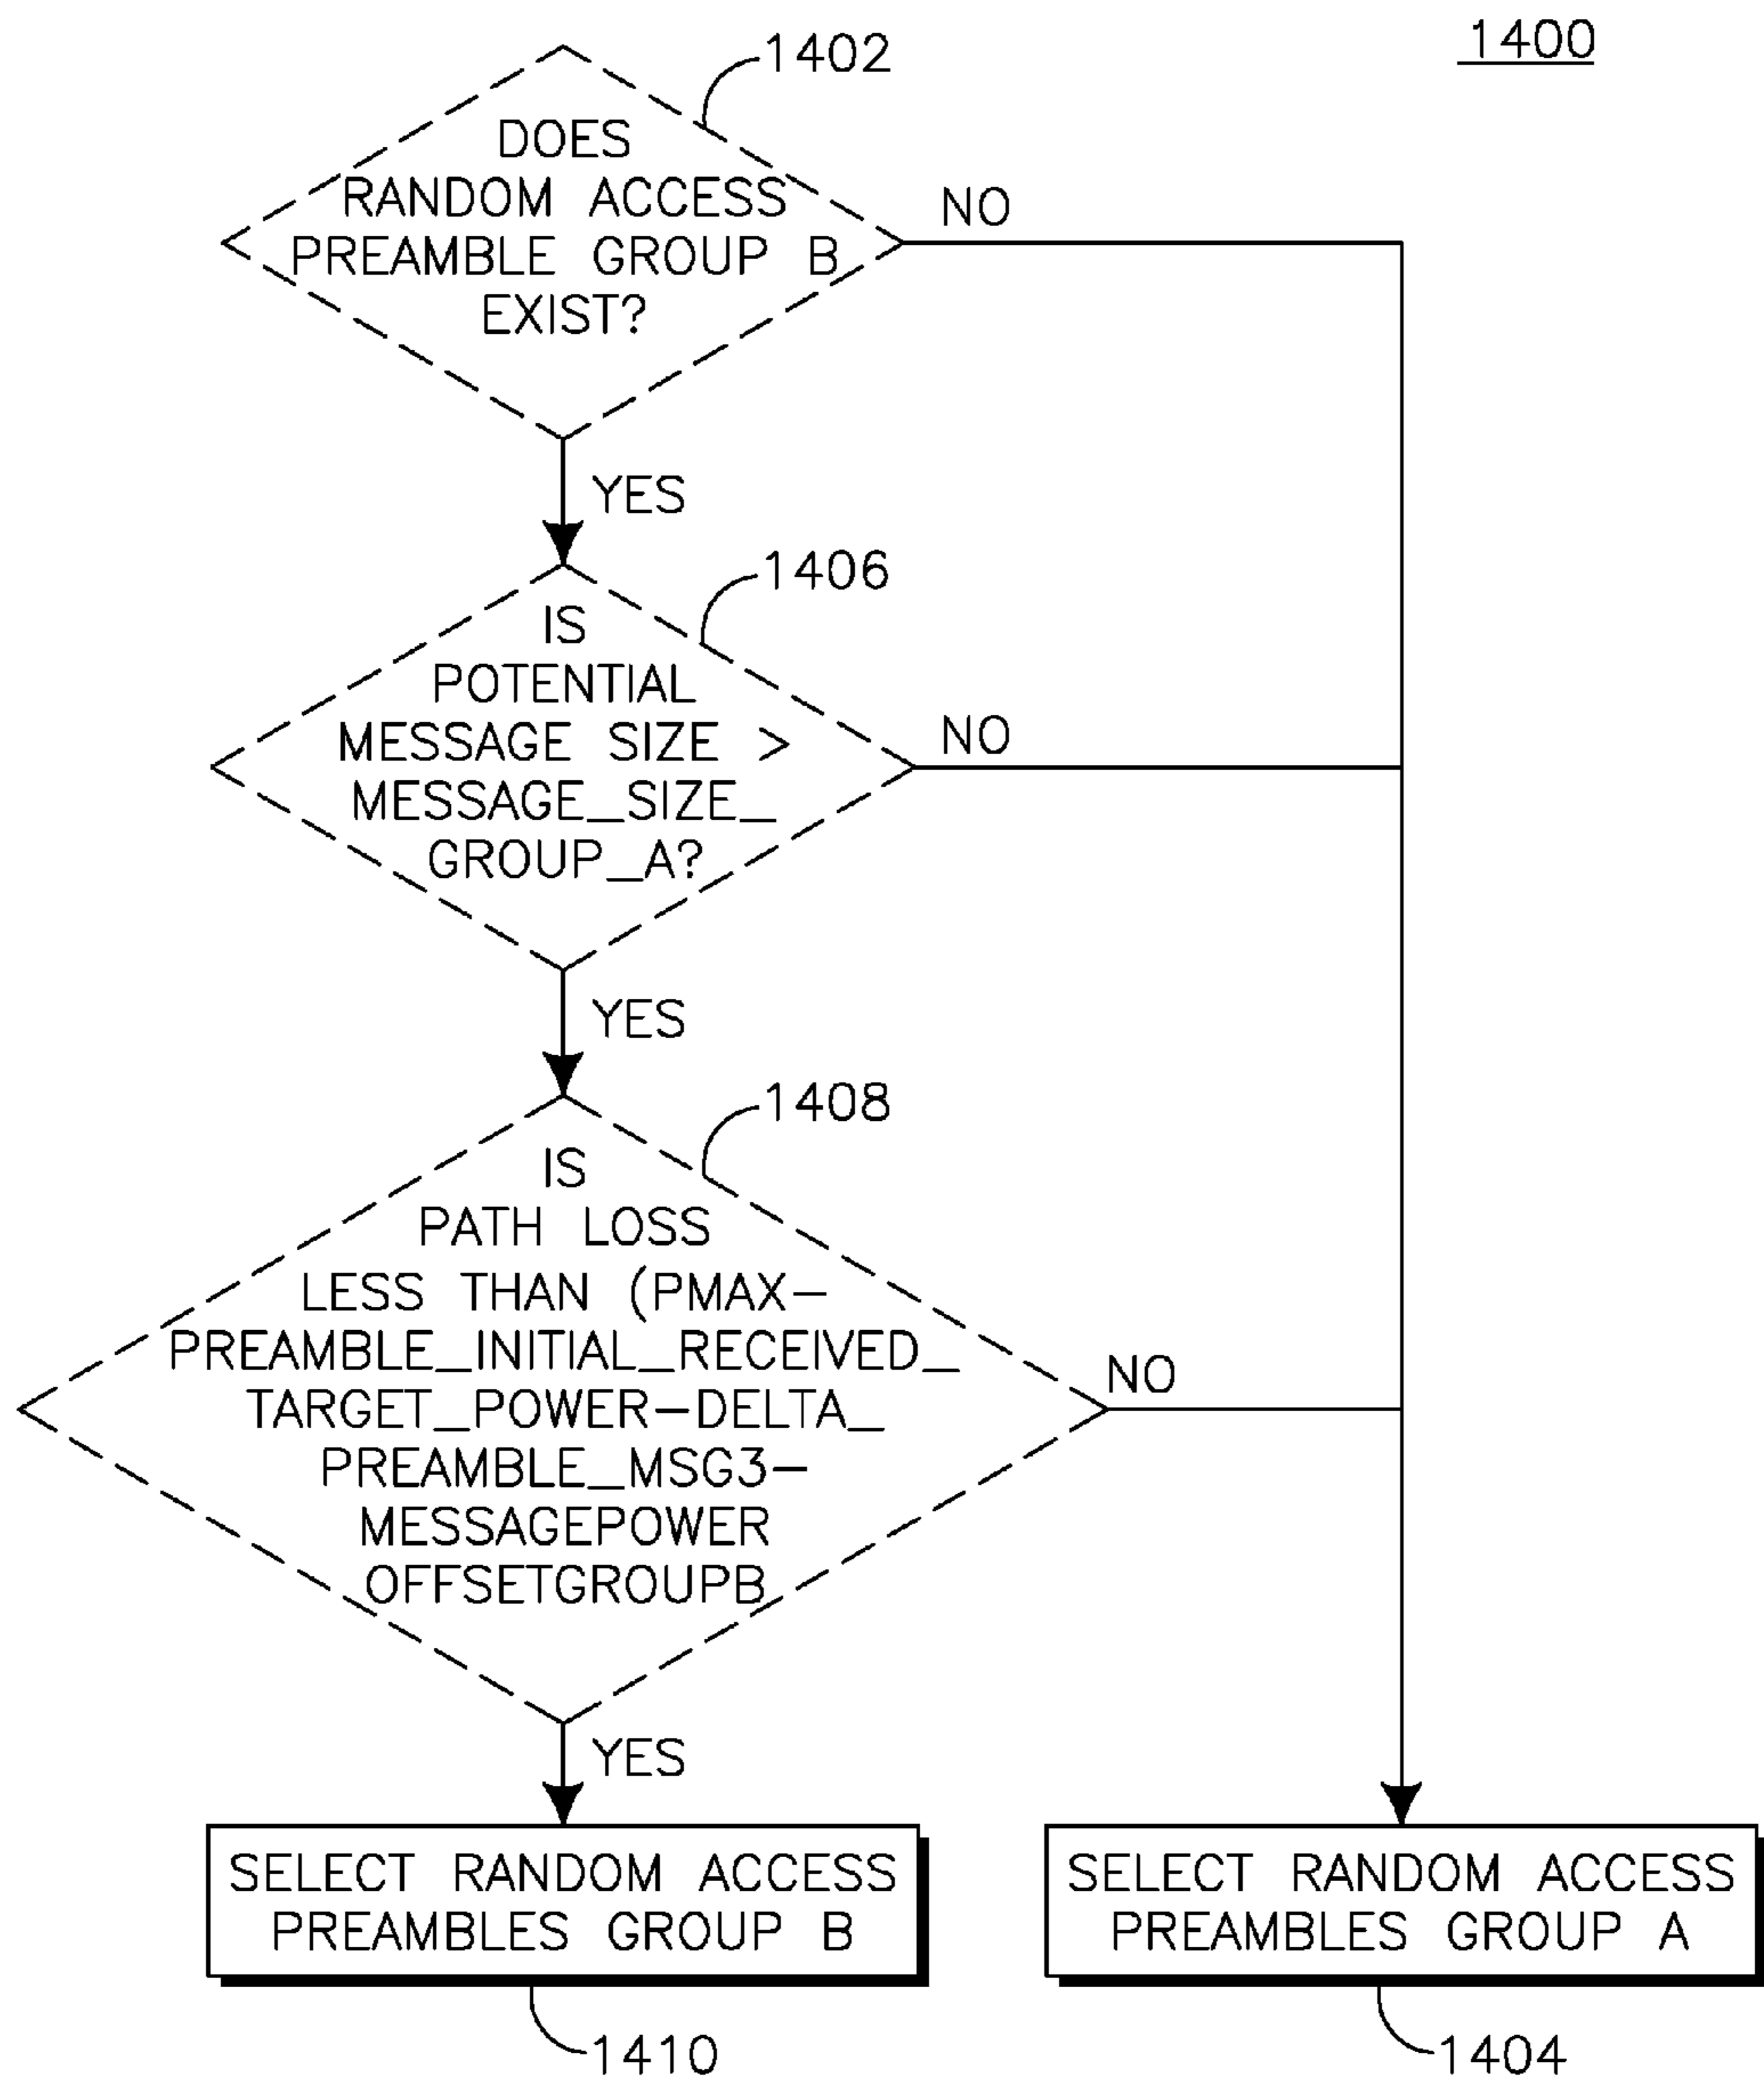 1400
1402
DOES
RANDOM ACCESS
PREAMBLE GROUP B
EXIST?
NO
YES
1406
IS
POTENTIAL
MESSAGE SIZE >
MESSAGE_SIZE_
GROUP_A?
NO
YES
1408
IS
PATH LOSS
LESS THAN (PMAX-
PREAMBLE_INITIAL_RECEIVED_
TARGET_POWER-DELTA_
PREAMBLE_MSG3-
MESSAGEPOWER
OFFSETGROUPB
NO
YES
SELECT RANDOM ACCESS
PREAMBLES GROUP B
1410
SELECT RANDOM ACCESS
PREAMBLES GROUP A
1404